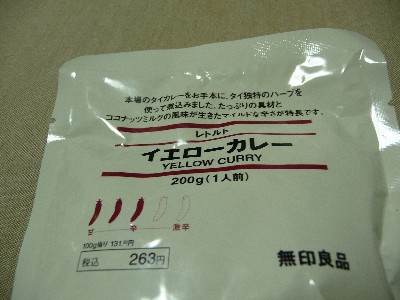 本場のタイカレーをお手本に、タイ独特のハーブを
使って煮込みました。たっぷりの具材と
ココナッツミルクの風味が生きたマイルドな辛さが特長です。
レトルト
イエローカレー
YELLOW CURRY
200g(1人前)
甘 辛 激辛
100g当り 131.5円
税込 263円
無印良品